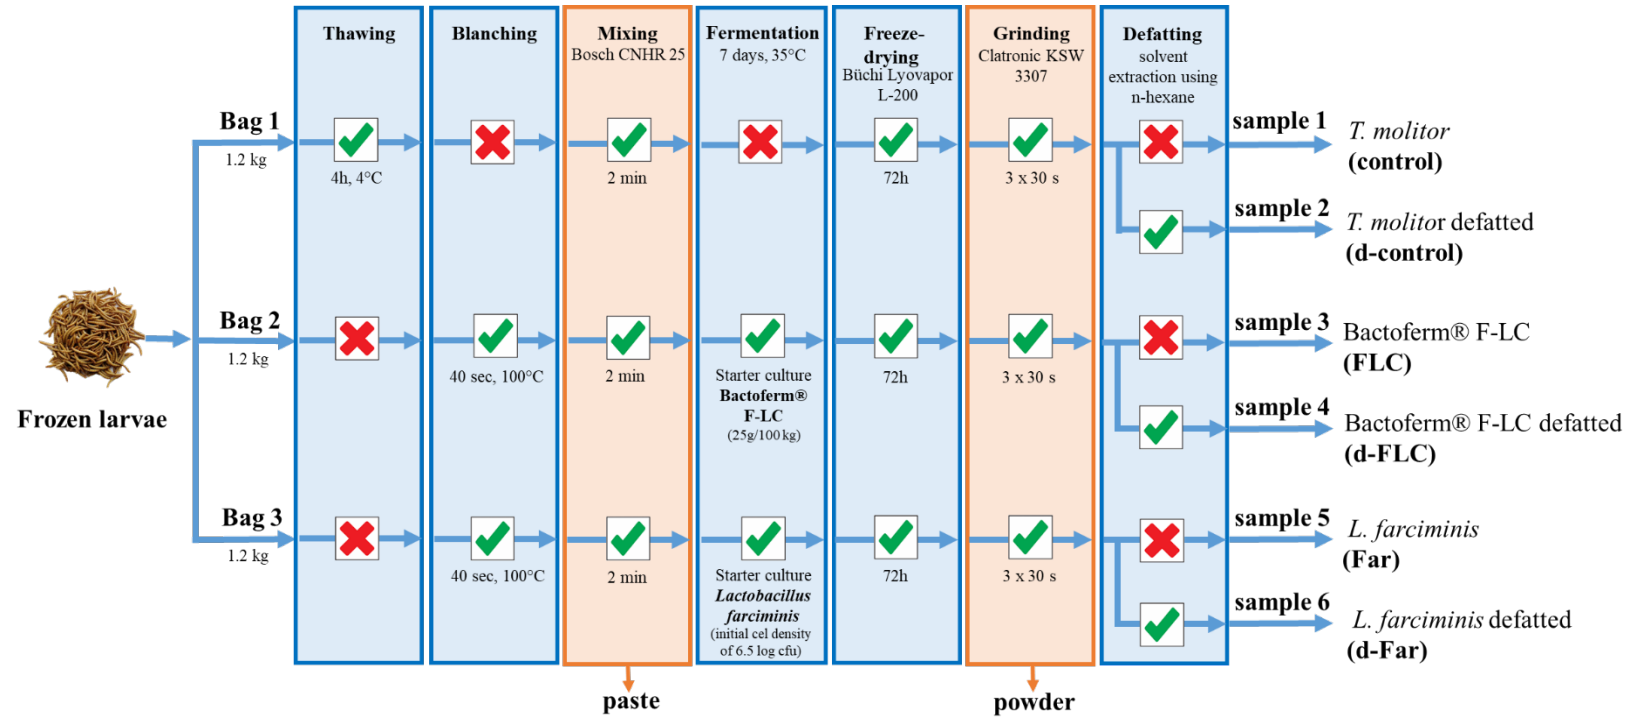 Thawing
Blanching
Mixing
Bosch CNHR 25
Fermentation
7 days, 35°C
Freeze-
drying
Büchi Lyovapor
L-200
Grinding
Clatronic KSW
3307
Defatting
solvent
extraction using
n-hexane
Bag 1
1.2 kg
4h, 4°C
2 min
72h
3 x 30 s
sample 1
T. molitor
(control)
sample 2
T. molitor defatted
(d-control)
Frozen larvae
Bag 2
1.2 kg
40 sec, 100°C
2 min
Starter culture
Bactoferm®
F-LC
(25g/100 kg)
72h
3 x 30 s
sample 3
Bactoferm® F-LC
(FLC)
sample 4
Bactoferm® F-LC defatted
(d-FLC)
Bag 3
1.2 kg
40 sec, 100°C
2 min
Starter culture
Lactobacillus
farciminis
(initial cel density
of 6.5 log cfu)
72h
3 x 30 s
sample 5
L. farciminis
(Far)
sample 6
L. farciminis defatted
(d-Far)
paste
powder